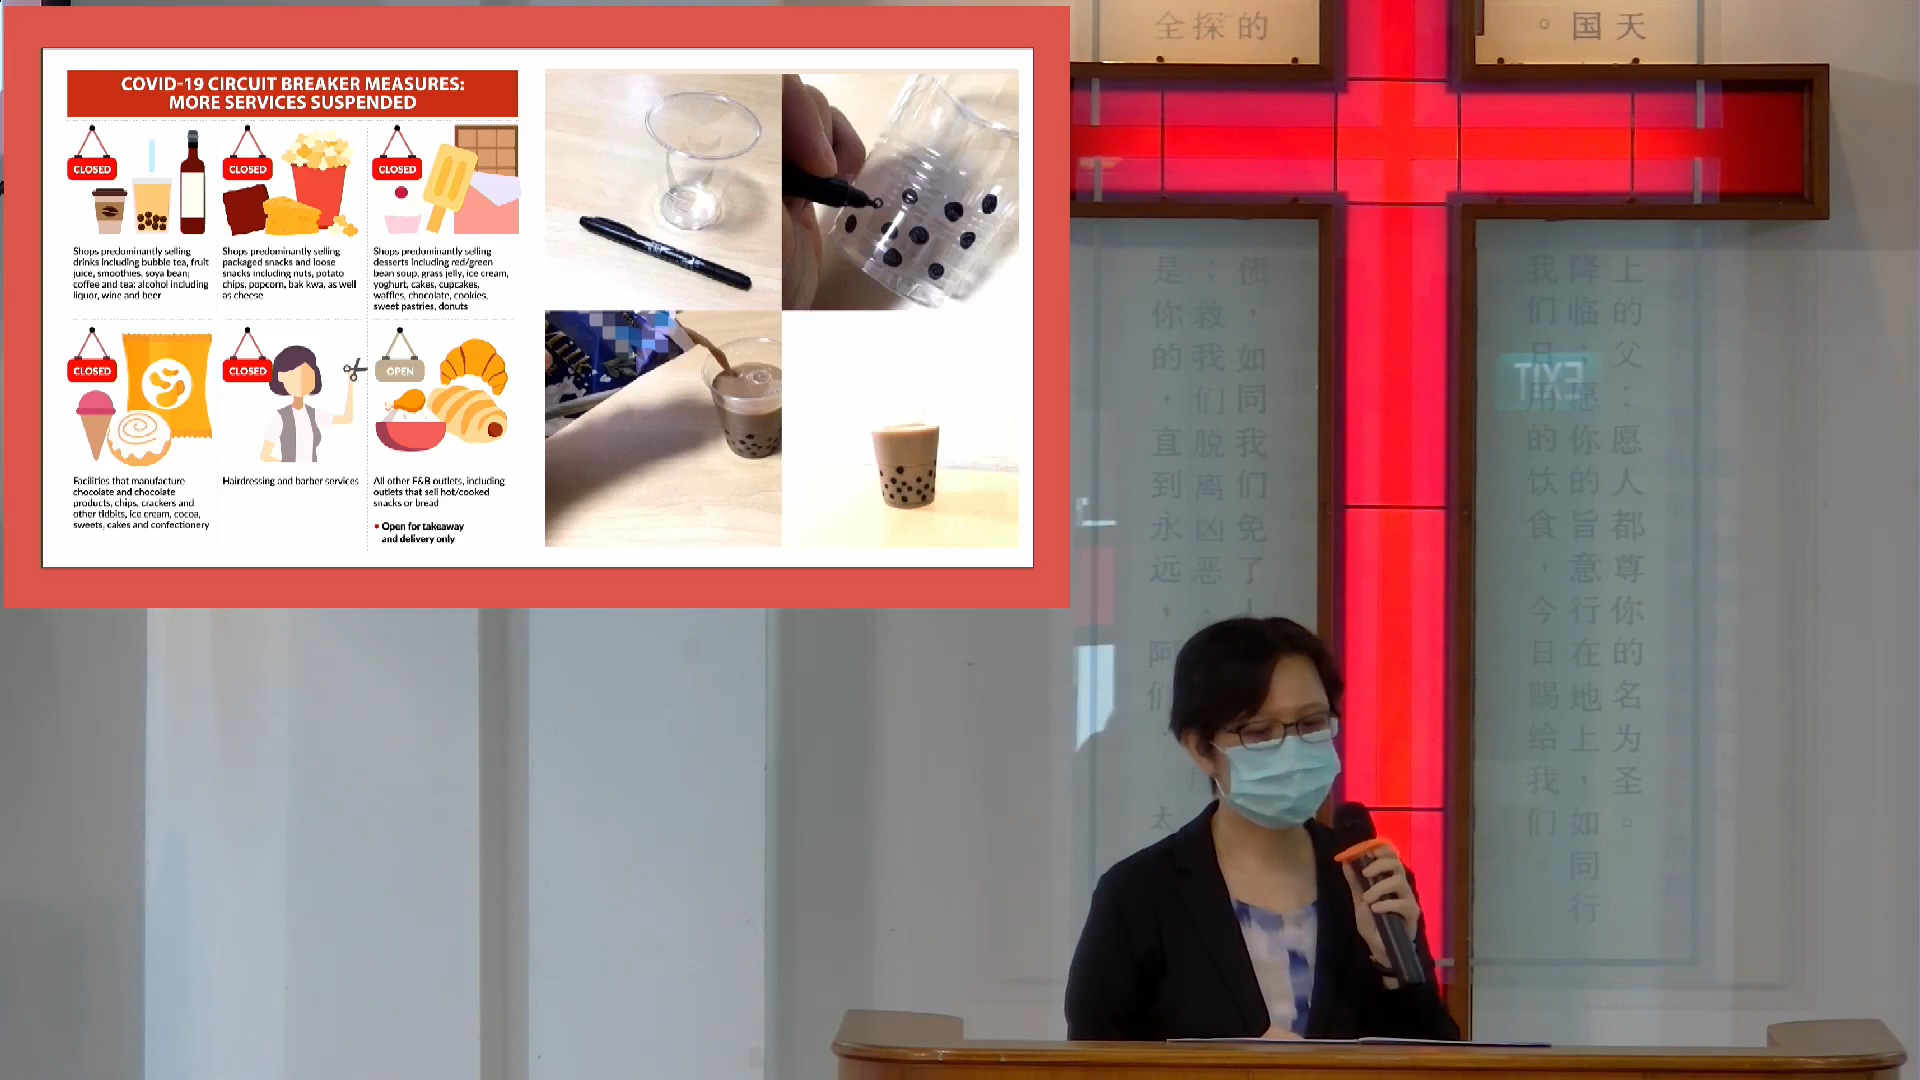 COVID-19 CIRCUIT BREAKER MEASURES:
MORE SERVICES SUSPENDED
CLOSED
Shops predominantly selling
drinks including bubble tea, fruit
juice, smoothies, soya bean;
coffee and tea; alcohol including
liquor, wine and beer
CLOSED
Shops predominantly selling
packaged snacks and loose
snacks including nuts, potato
chips, popcorn, bak kwa, as well
as cheese
CLOSED
Shops predominantly selling
desserts including red/green
bean soup, grass jelly, ice cream,
yoghurt, cakes, cupcakes,
waffles, chocolate, cookies,
sweet pastries, donuts
CLOSED
Facilities that manufacture
chocolate and chocolate
products, chips, crackers and
other tidbits, ice cream, cocoa,
sweets, cakes and confectionery
CLOSED
Hairdressing and barber services
OPEN
All other F&B outlets, including
outlets that sell hot/cooked
snacks or bread
• Open for takeaway
and delivery only
天
国
。
上的父：愿人都尊你的名为圣。
降临；愿你的旨意行在地上，如同行
我们日用的饮食，今日赐给我们。
的
探
全
债，如同我们免了人
；救我们脱离凶恶。
是你的，直到永远，阿们
太
EXIT